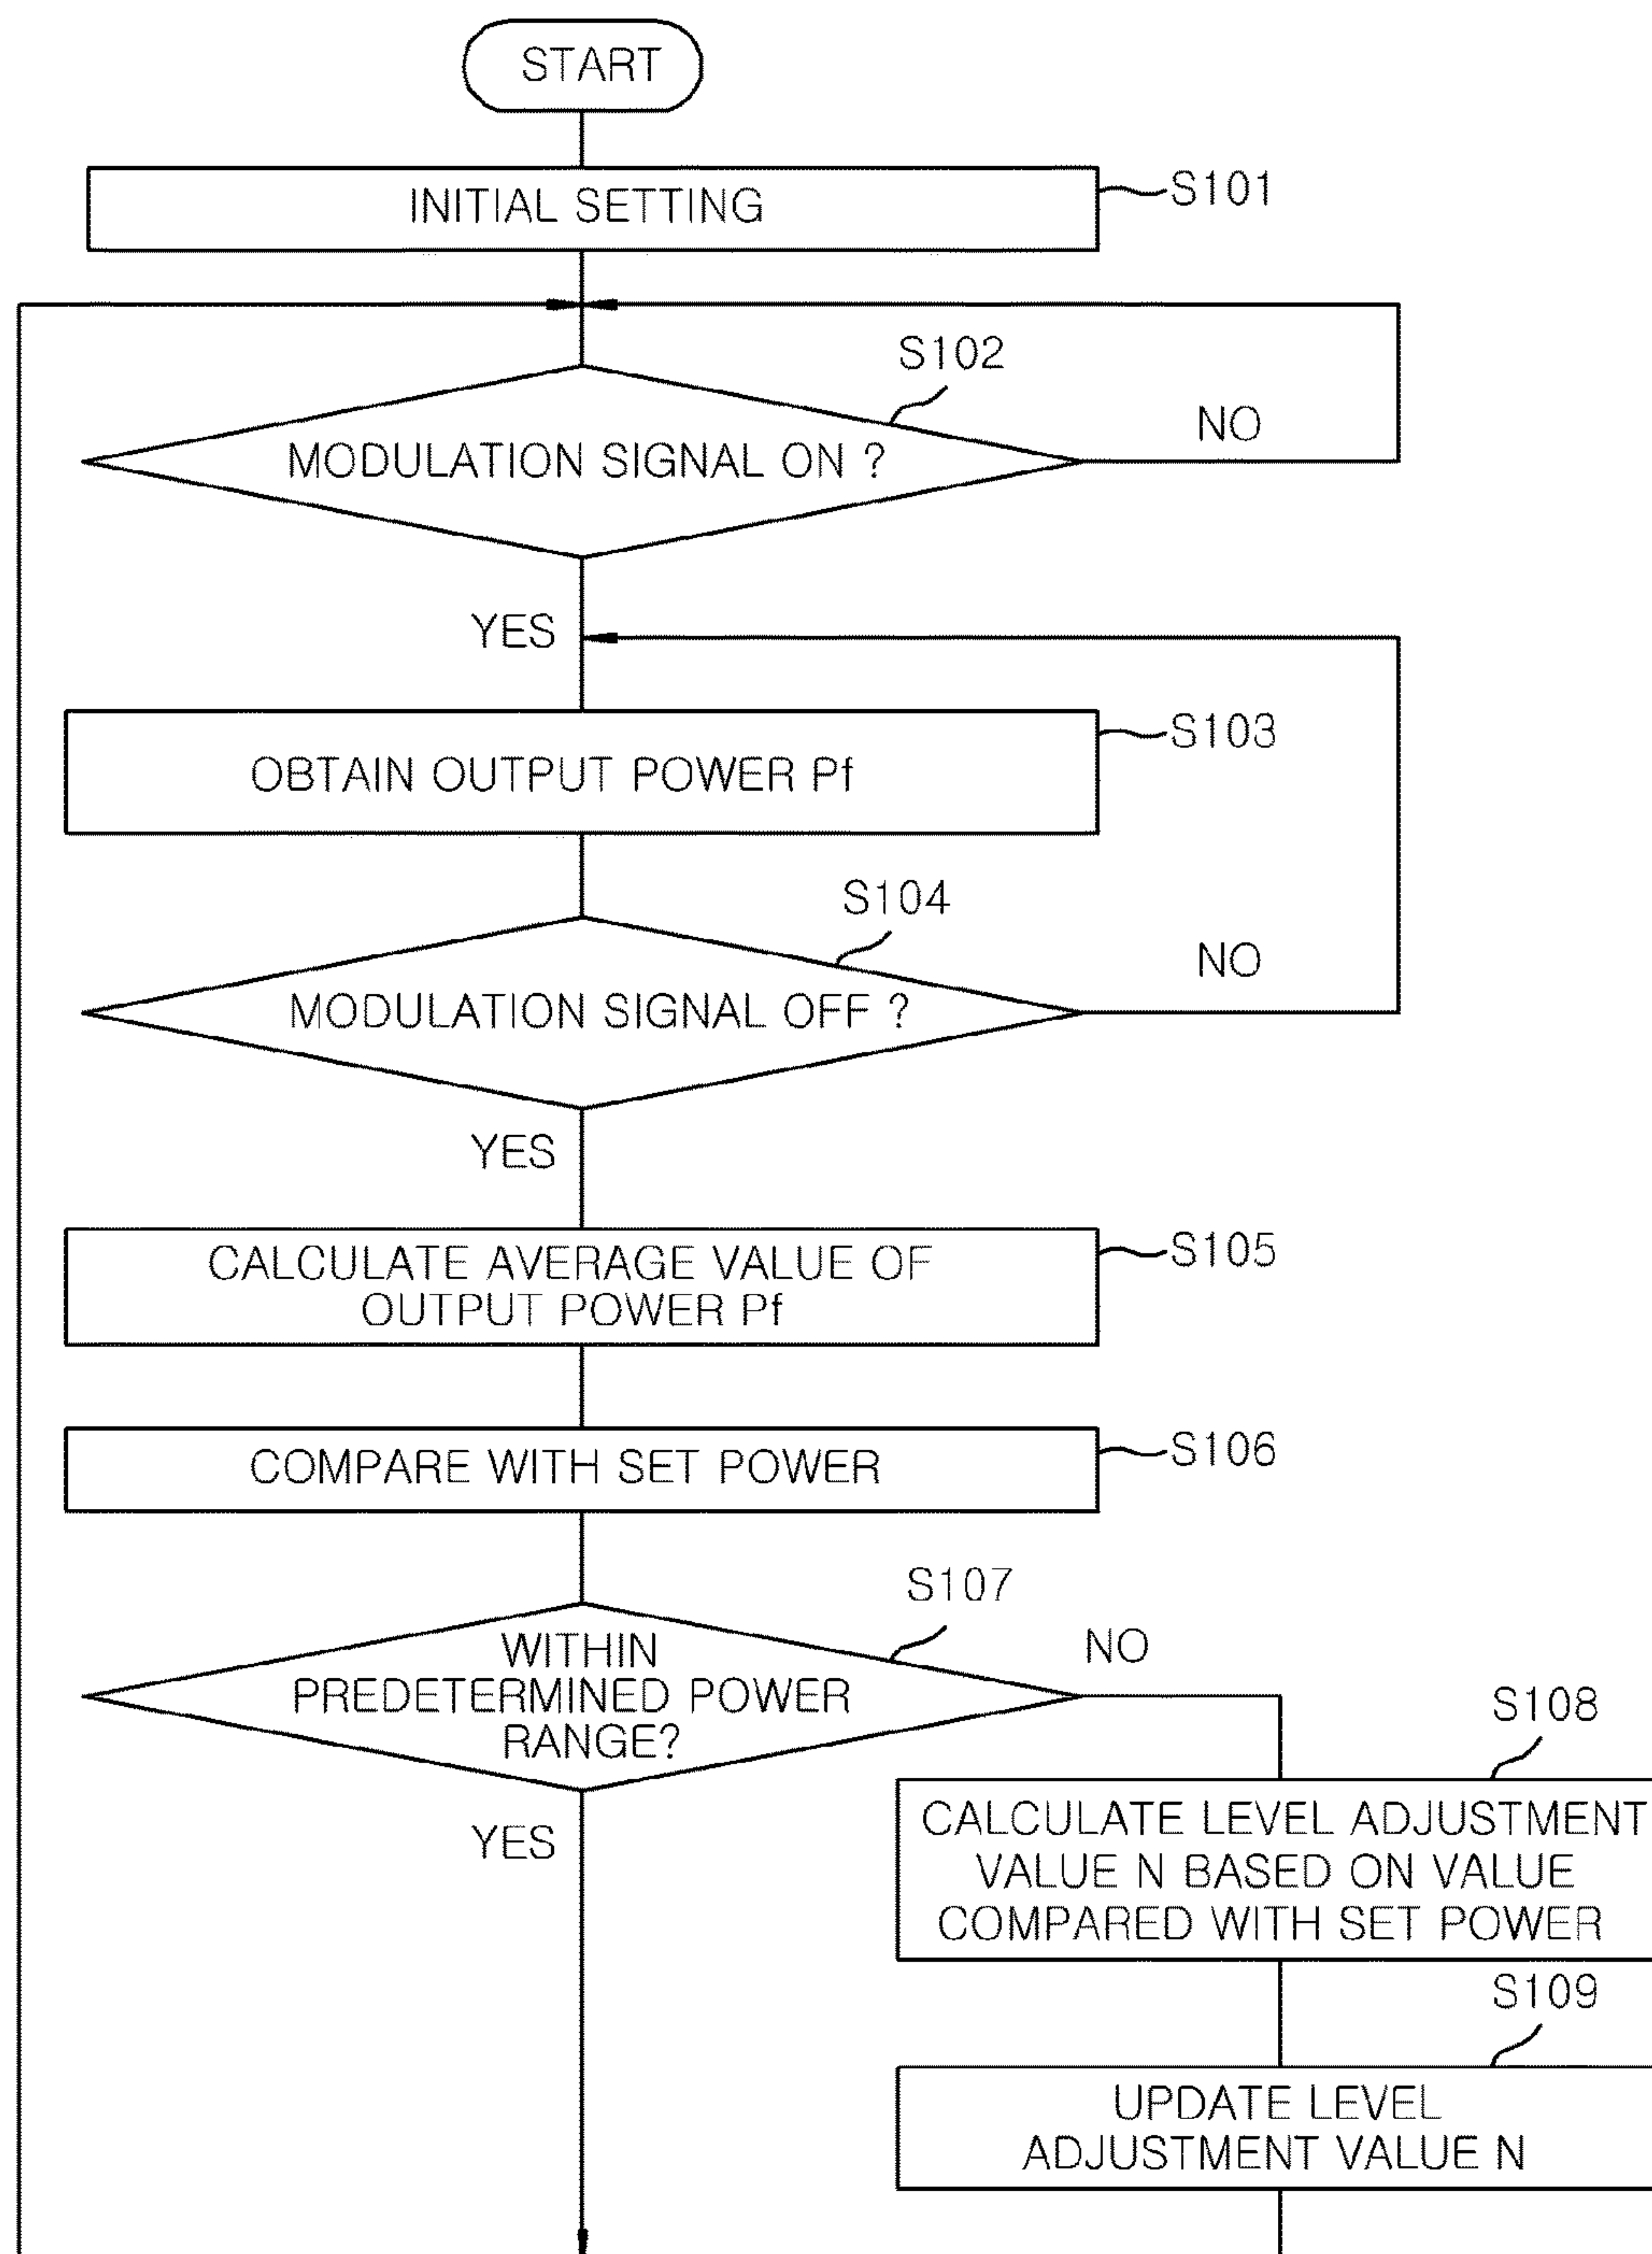 START
INITIAL SETTING
S101
S102
MODULATION SIGNAL ON ?
NO
YES
OBTAIN OUTPUT POWER Pf
S103
S104
MODULATION SIGNAL OFF ?
NO
YES
CALCULATE AVERAGE VALUE OF
OUTPUT POWER Pf
S105
COMPARE WITH SET POWER
S106
S107
WITHIN
PREDETERMINED POWER
RANGE?
NO
YES
S108
CALCULATE LEVEL ADJUSTMENT
VALUE N BASED ON VALUE
COMPARED WITH SET POWER
S109
UPDATE LEVEL
ADJUSTMENT VALUE N